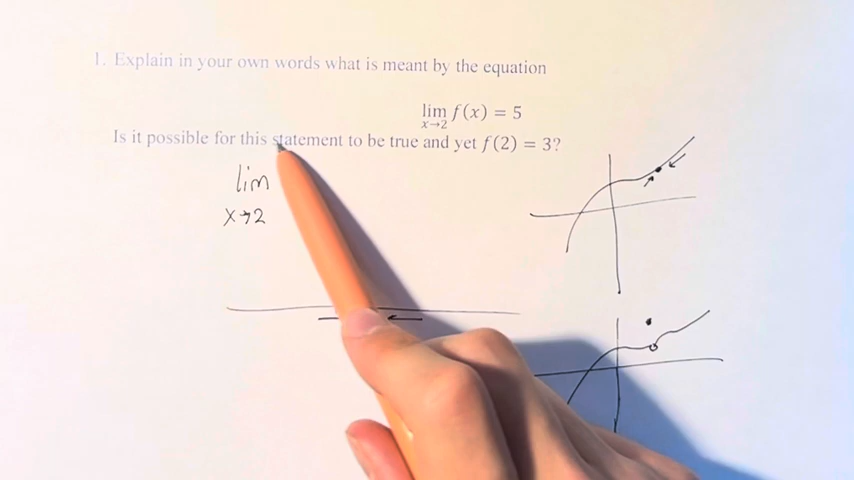 1. Explain in your own words what is meant by the equation
lim f(x) = 5
x→2
Is it possible for this statement to be true and yet f(2) = 3?
lim
x→2